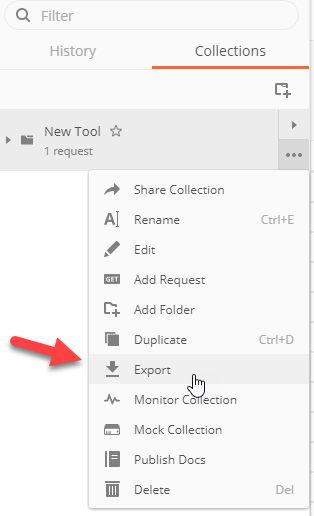 Filter
History Collections
New Tool
1 request
Share Collection
Rename Ctrl+E
Edit
GET Add Request
Add Folder
Duplicate Ctrl+D
Export
Monitor Collection
Mock Collection
Publish Docs
Delete Del